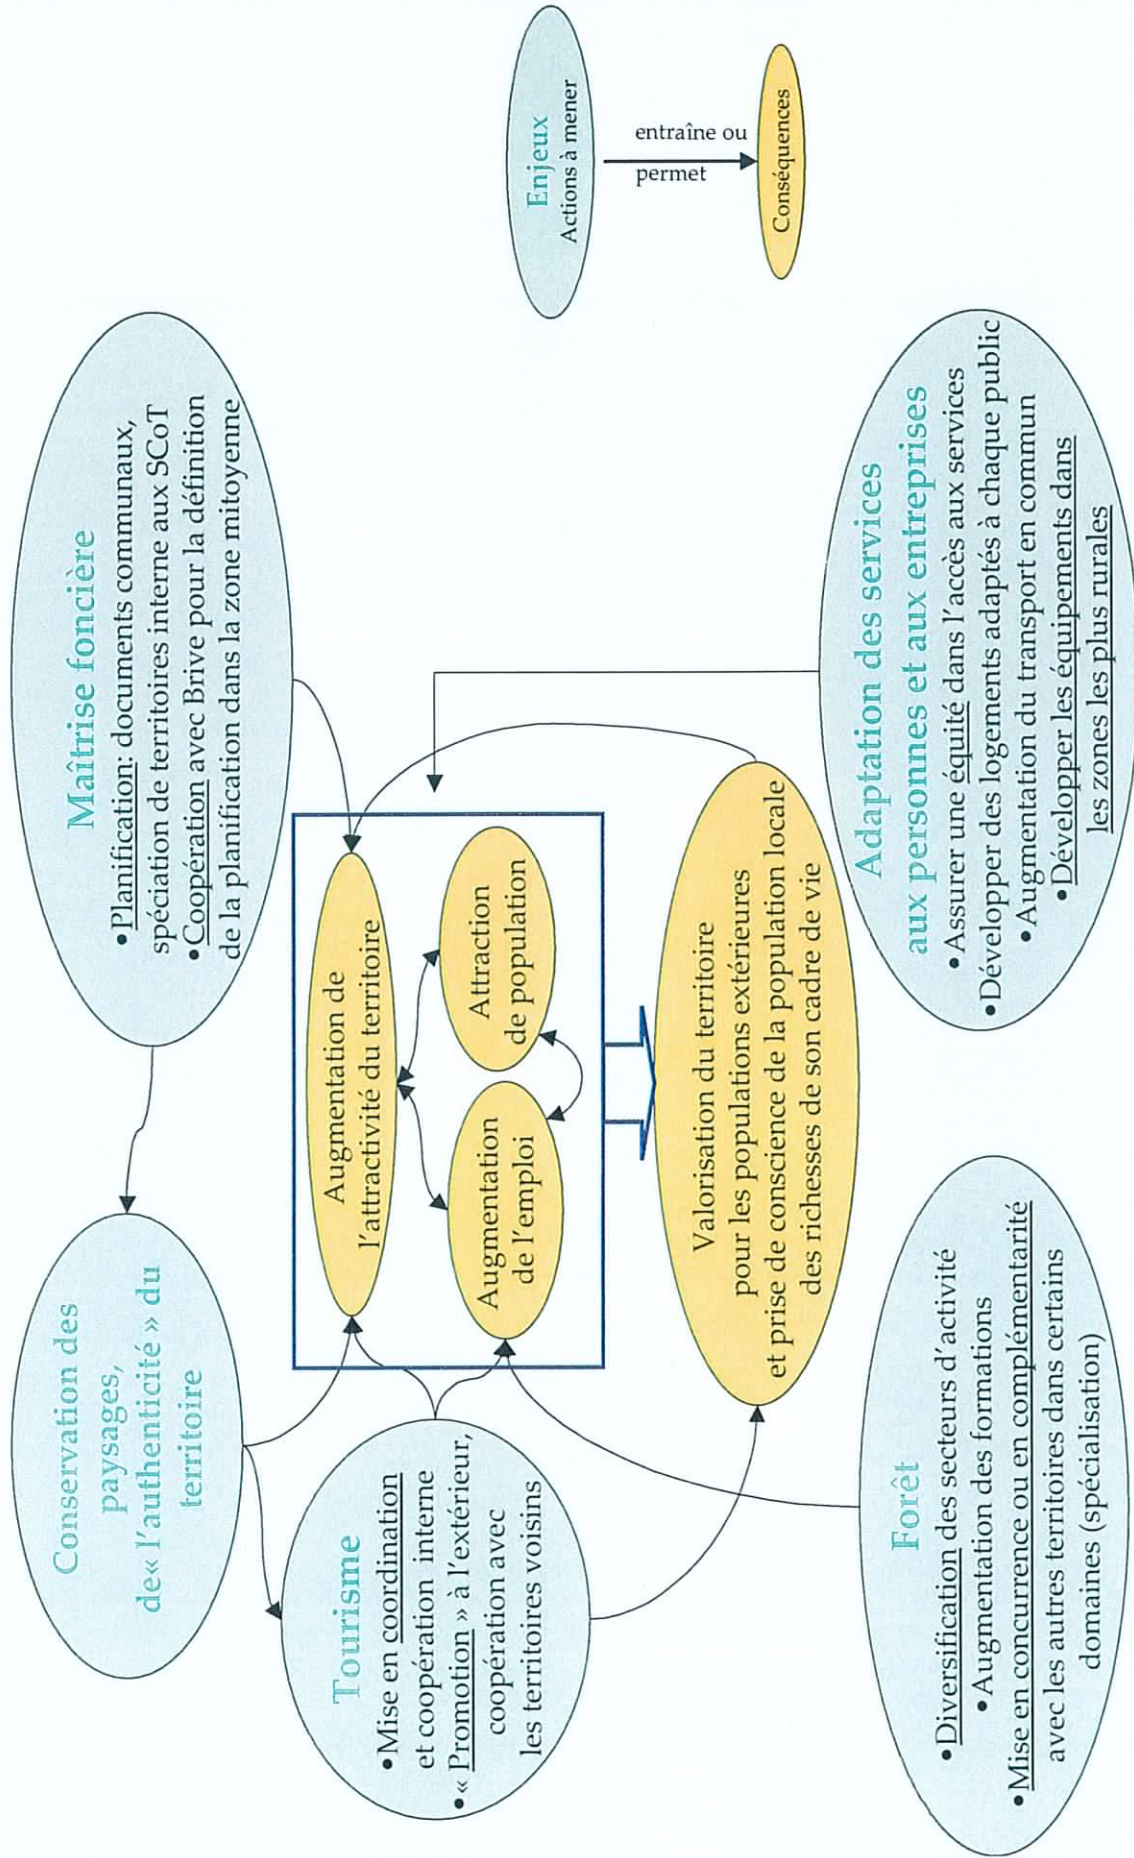 Conservation des
paysages,
de« l'authenticité » du
territoire
Maîtrise foncière
•Planification: documents communaux,
spéciation de territoires interne aux SCoT
•Coopération avec Brive pour la définition
de la planification dans la zone mitoyenne
Tourisme
•Mise en coordination
et coopération interne
•« Promotion » à l'extérieur,
coopération avec
les territoires voisins
Augmentation de
l'attractivité du territoire
Augmentation
de l'emploi
Attraction
de population
Valorisation du territoire
pour les populations extérieures
et prise de conscience de la population locale
des richesses de son cadre de vie
Forêt
•Diversification des secteurs d'activité
•Augmentation des formations
•Mise en concurrence ou en complémentarité
avec les autres territoires dans certains
domaines (spécialisation)
Adaptation des services
aux personnes et aux entreprises
•Assurer une équité dans l'accès aux services
•Développer des logements adaptés à chaque public
•Augmentation du transport en commun
•Développer les équipements dans
les zones les plus rurales
Enjeux
Actions à mener
entraîne ou
permet
Conséquences